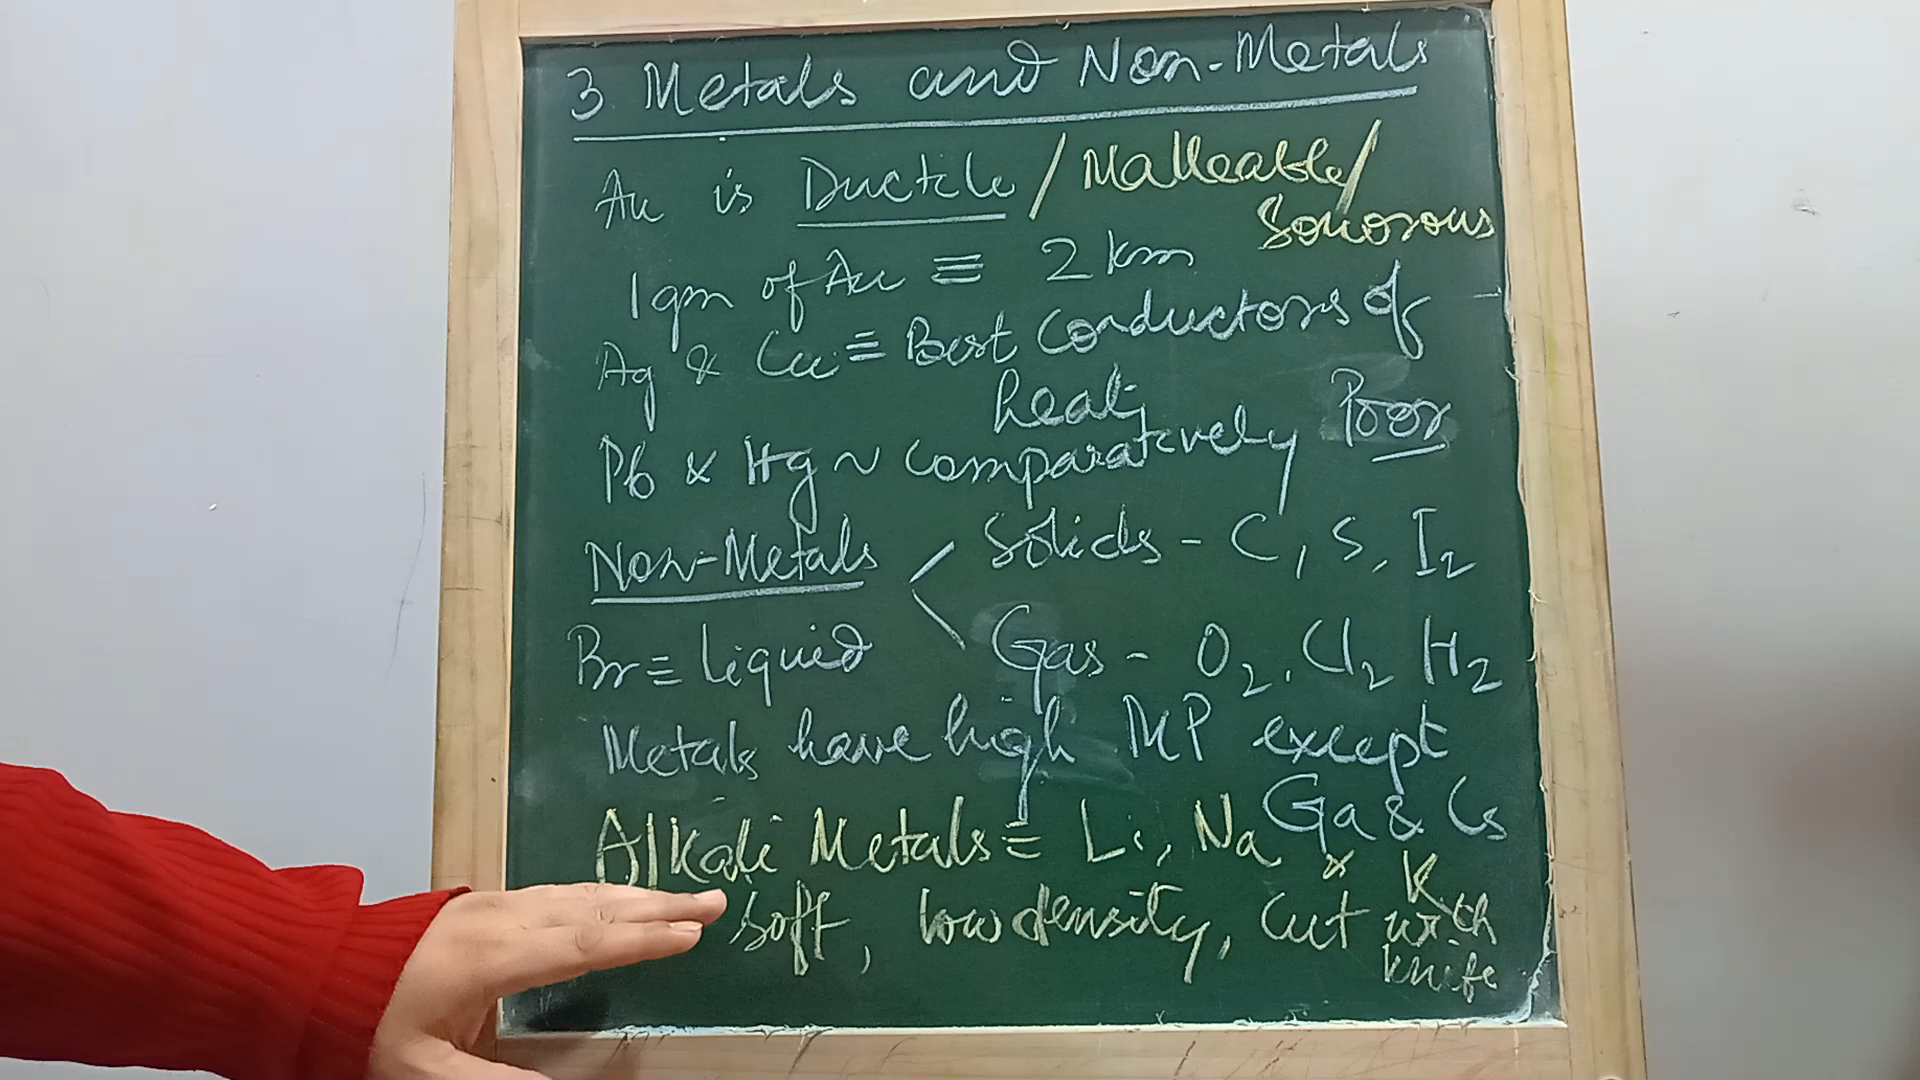 3 Metals and Non-Metals
Au is Ductile / Malleable /
Sonorous
1gm of Au ≡ 2 km
Ag & Cu ≡ Best Conductors of
heat;
Pb & Hg ~ comparatively Poor
Non-Metals < Solids - C, S, I₂
Br ≡ Liquid Gas - O₂, Cl₂ H₂
Metals have high MP except
Ga & Cs
Alkali Metals = Li, Na & K
Soft, low density, cut with
knife